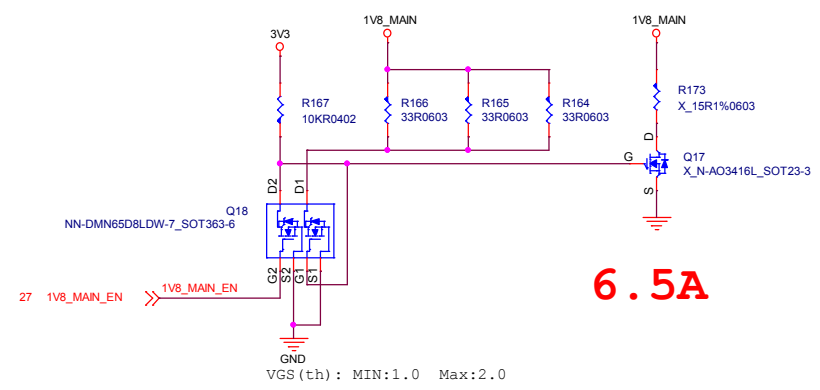 1V8_MAIN
1V8_MAIN
3V3
R167
10KR0402
R166
33R0603
R165
33R0603
R164
33R0603
R173
X_15R1%0603
D
G
S
Q17
X_N-AO3416L_SOT23-3
D2
D1
Q18
NN-DMN65D8LDW-7_SOT363-6
G2
S2
G1
S1
27 1V8_MAIN_EN
1V8_MAIN_EN
6.5A
GND
VGS(th): MIN:1.0 Max:2.0